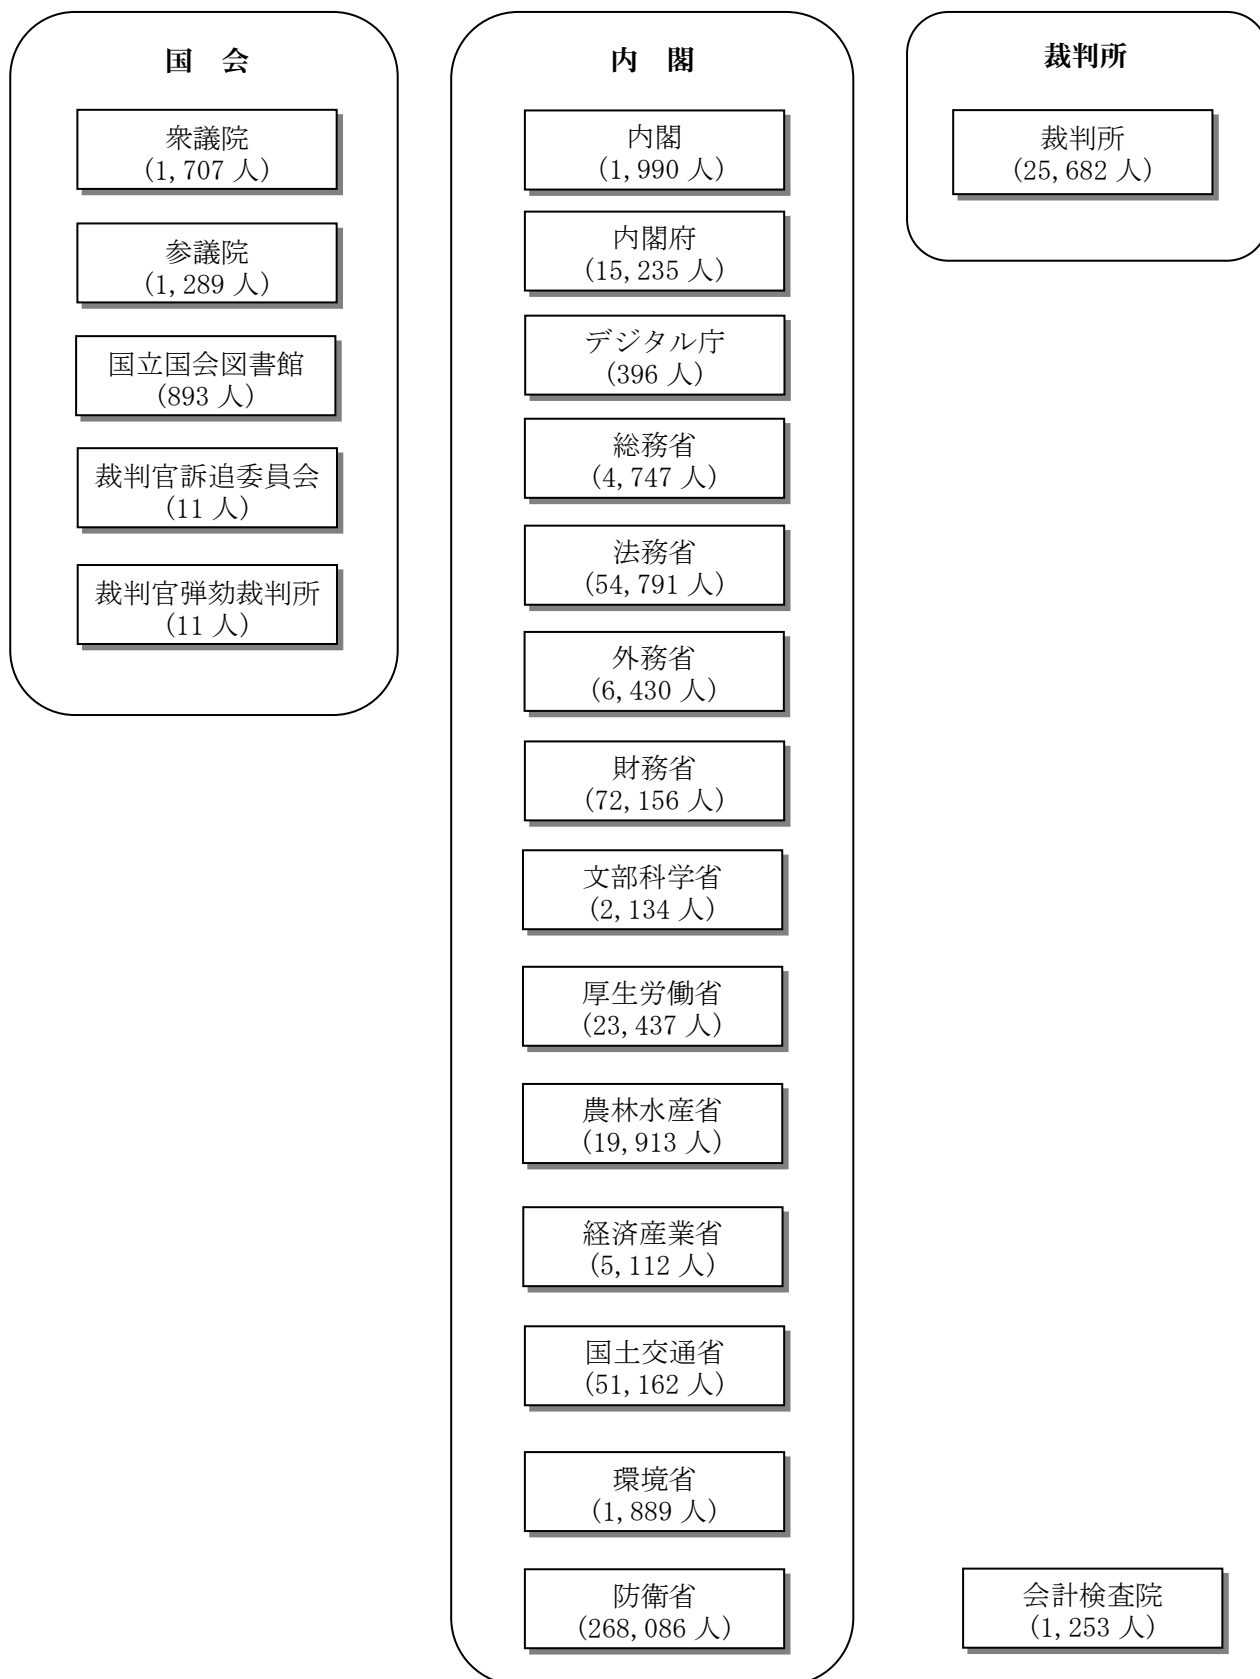 国　会
衆議院
(1,707 人)
参議院
(1,289 人)
国立国会図書館
(893 人)
裁判官訴追委員会
(11 人)
裁判官弾劾裁判所
(11 人)
内　閣
内閣
(1,990 人)
内閣府
(15,235 人)
デジタル庁
(396 人)
総務省
(4,747 人)
法務省
(54,791 人)
外務省
(6,430 人)
財務省
(72,156 人)
文部科学省
(2,134 人)
厚生労働省
(23,437 人)
農林水産省
(19,913 人)
経済産業省
(5,112 人)
国土交通省
(51,162 人)
環境省
(1,889 人)
防衛省
(268,086 人)
裁判所
裁判所
(25,682 人)
会計検査院
(1,253 人)